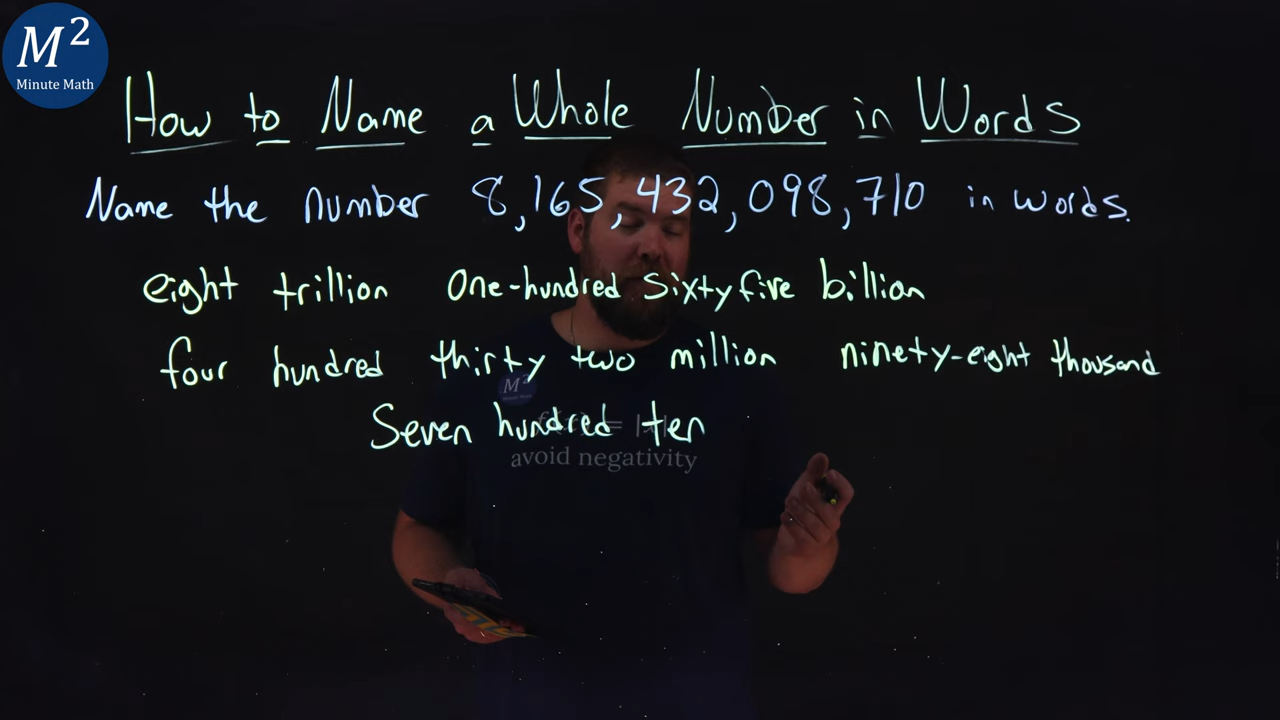 M²
Minute Math
How to Name a Whole Number in Words
Name the number 8,165,432,098,710 in words.
eight trillion one-hundred sixty five billion
four hundred thirty two million ninety-eight thousand
Seven hundred ten
M²
avoid negativity